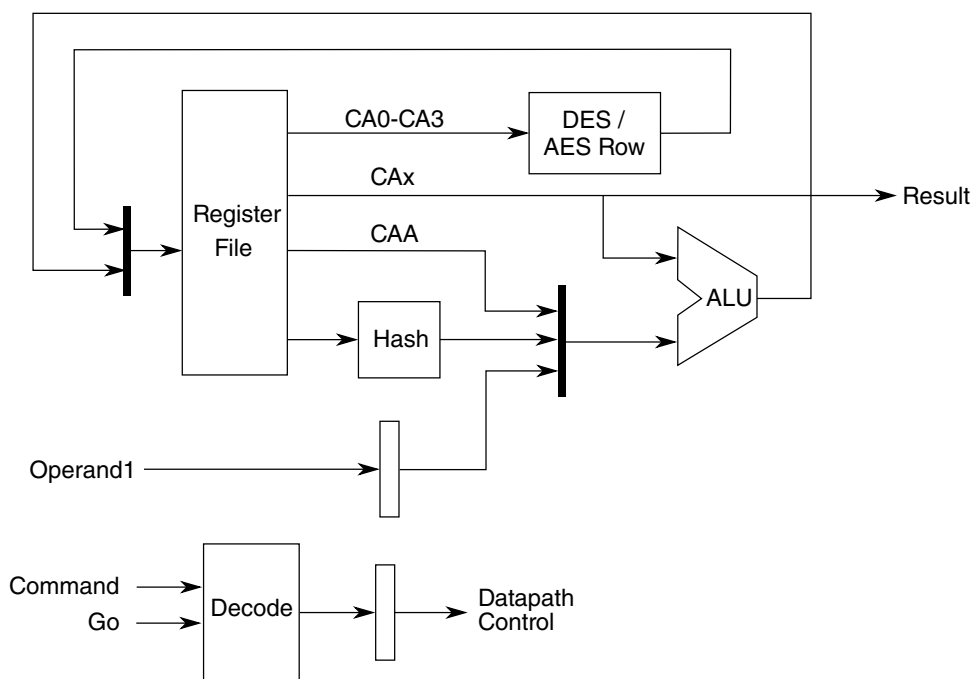 CA0-CA3
DES /
AES Row
CAx
Result
Register
File
CAA
ALU
Hash
Operand1
Command
Go
Decode
Datapath
Control